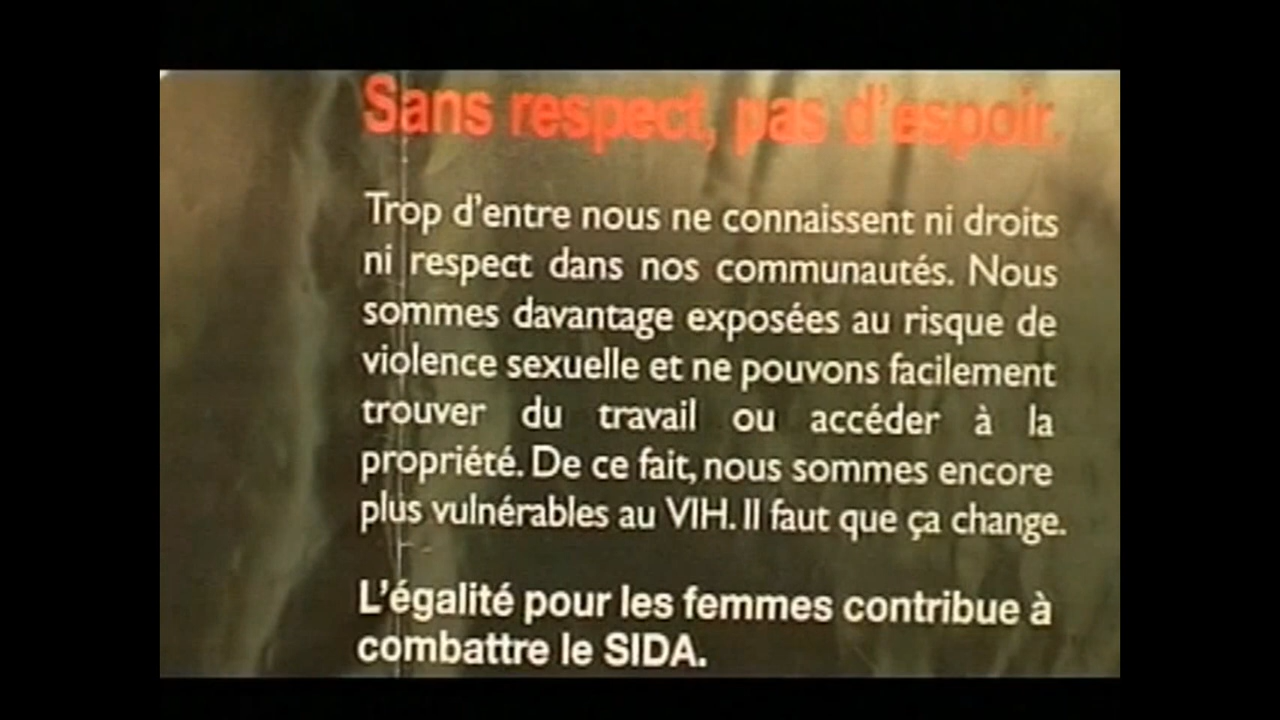 Sans respect, pas d'espoir.
Trop d'entre nous ne connaissent ni droits
ni respect dans nos communautés. Nous
sommes davantage exposées au risque de
violence sexuelle et ne pouvons facilement
trouver du travail ou accéder à la
propriété. De ce fait, nous sommes encore
plus vulnérables au VIH. Il faut que ça change.
L'égalité pour les femmes contribue à
combattre le SIDA.